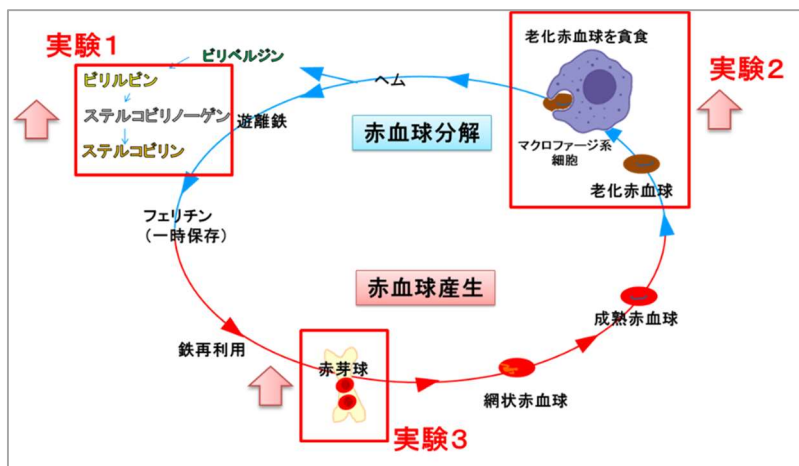 実験1
ビリベルジン
ビリルビン
ステルコビリノーゲン
ステルコビリン
ヘム
遊離鉄
赤血球分解
老化赤血球を貪食
実験2
マクロファージ系
細胞
老化赤血球
フェリチン
(一時保存)
赤血球産生
成熟赤血球
鉄再利用
赤芽球
網状赤血球
実験3